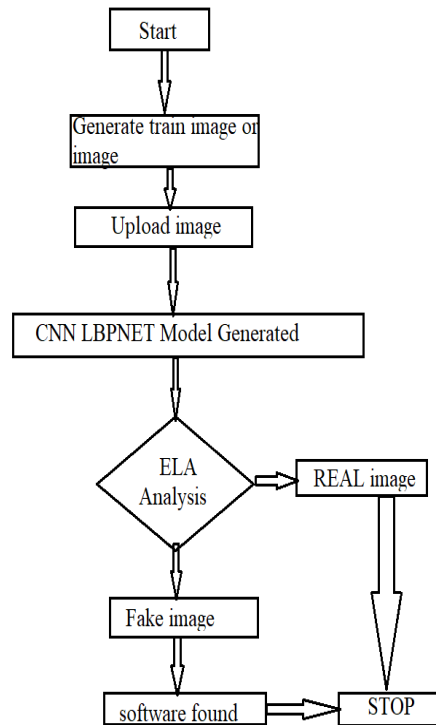 Start
Generate train image or
image
Upload image
CNN LBPNET Model Generated
ELA
Analysis
REAL image
Fake image
software found
STOP